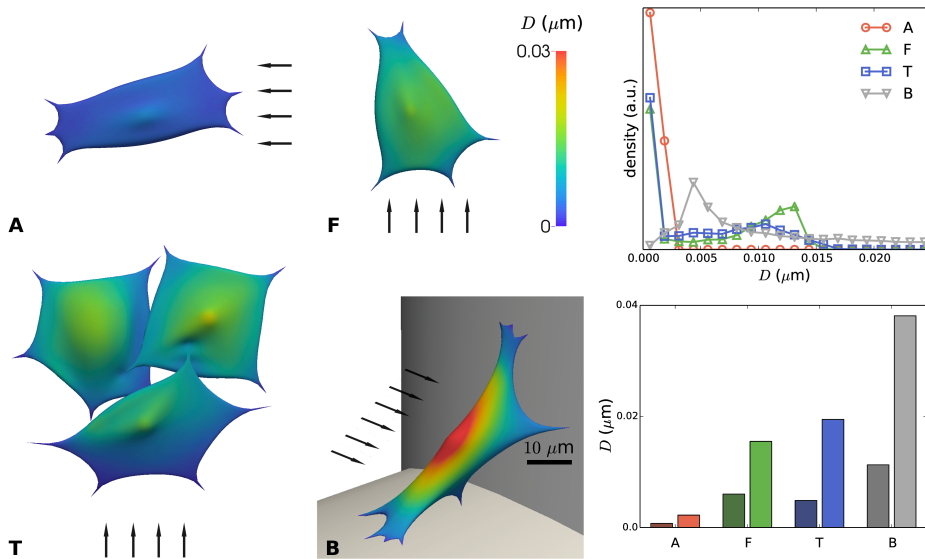 A
F
D (μm)
0.03
0
T
B
10 μm
density (a.u.)
A
F
T
B
0.000
0.005
0.010
0.015
0.020
D μm
D (μm)
0.04
0.02
0.0
A
F
T
B